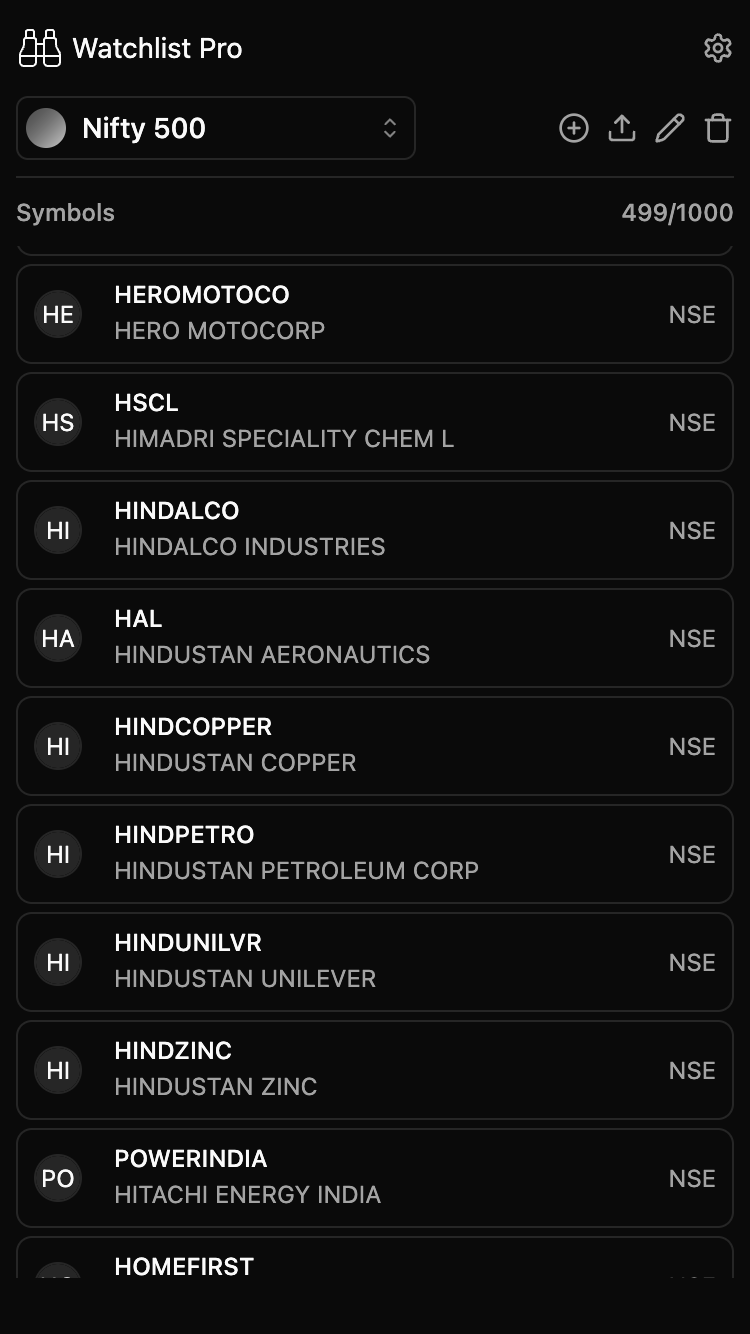 Watchlist Pro
Nifty 500
Symbols 499/1000
HE HEROMOTOCO NSE
HERO MOTOCORP
HS HSCL NSE
HIMADRI SPECIALITY CHEM L
HI HINDALCO NSE
HINDALCO INDUSTRIES
HA HAL NSE
HINDUSTAN AERONAUTICS
HI HINDCOPPER NSE
HINDUSTAN COPPER
HI HINDPETRO NSE
HINDUSTAN PETROLEUM CORP
HI HINDUNILVR NSE
HINDUSTAN UNILEVER
HI HINDZINC NSE
HINDUSTAN ZINC
PO POWERINDIA NSE
HITACHI ENERGY INDIA
HOMEFIRST